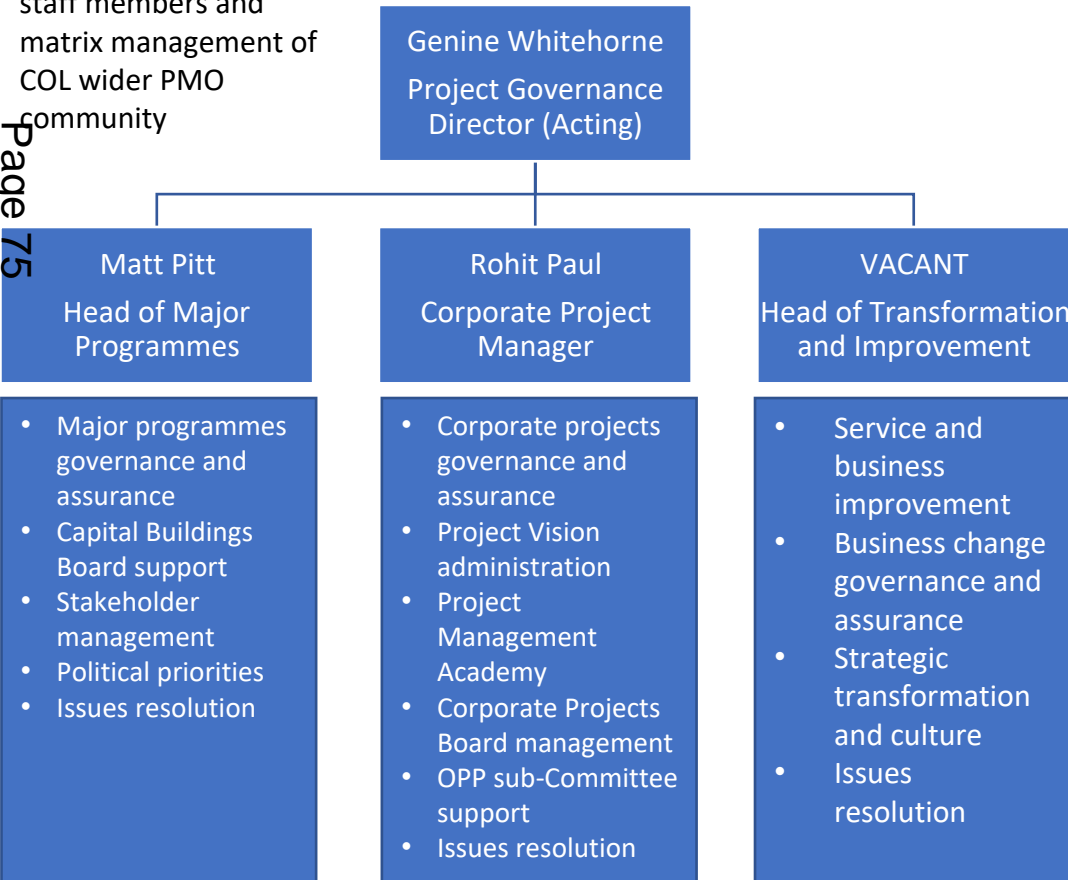 staff members and
matrix management of
COL wider PMO
community
Page 75
Genine Whitehorne
Project Governance
Director (Acting)
Matt Pitt
Head of Major
Programmes
Rohit Paul
Corporate Project
Manager
VACANT
Head of Transformation
and Improvement
• Major programmes
governance and
assurance
• Capital Buildings
Board support
• Stakeholder
management
• Political priorities
• Issues resolution
• Corporate projects
governance and
assurance
• Project Vision
administration
• Project
Management
Academy
• Corporate Projects
Board management
• OPP sub-Committee
support
• Issues resolution
• Service and
business
improvement
• Business change
governance and
assurance
• Strategic
transformation
and culture
• Issues
resolution